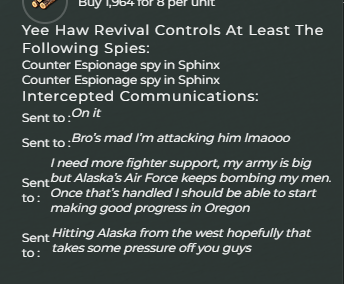 Buy 1,964 for 8 per unit
Yee Haw Revival Controls At Least The
Following Spies:
Counter Espionage spy in Sphinx
Counter Espionage spy in Sphinx
Intercepted Communications:
Sent to : On it
Sent to : Bro's mad I'm attacking him lmaooo
I need more fighter support, my army is big
Sent but Alaska's Air Force keeps bombing my men.
to : Once that's handled I should be able to start
making good progress in Oregon
Sent Hitting Alaska from the west hopefully that
to : takes some pressure off you guys